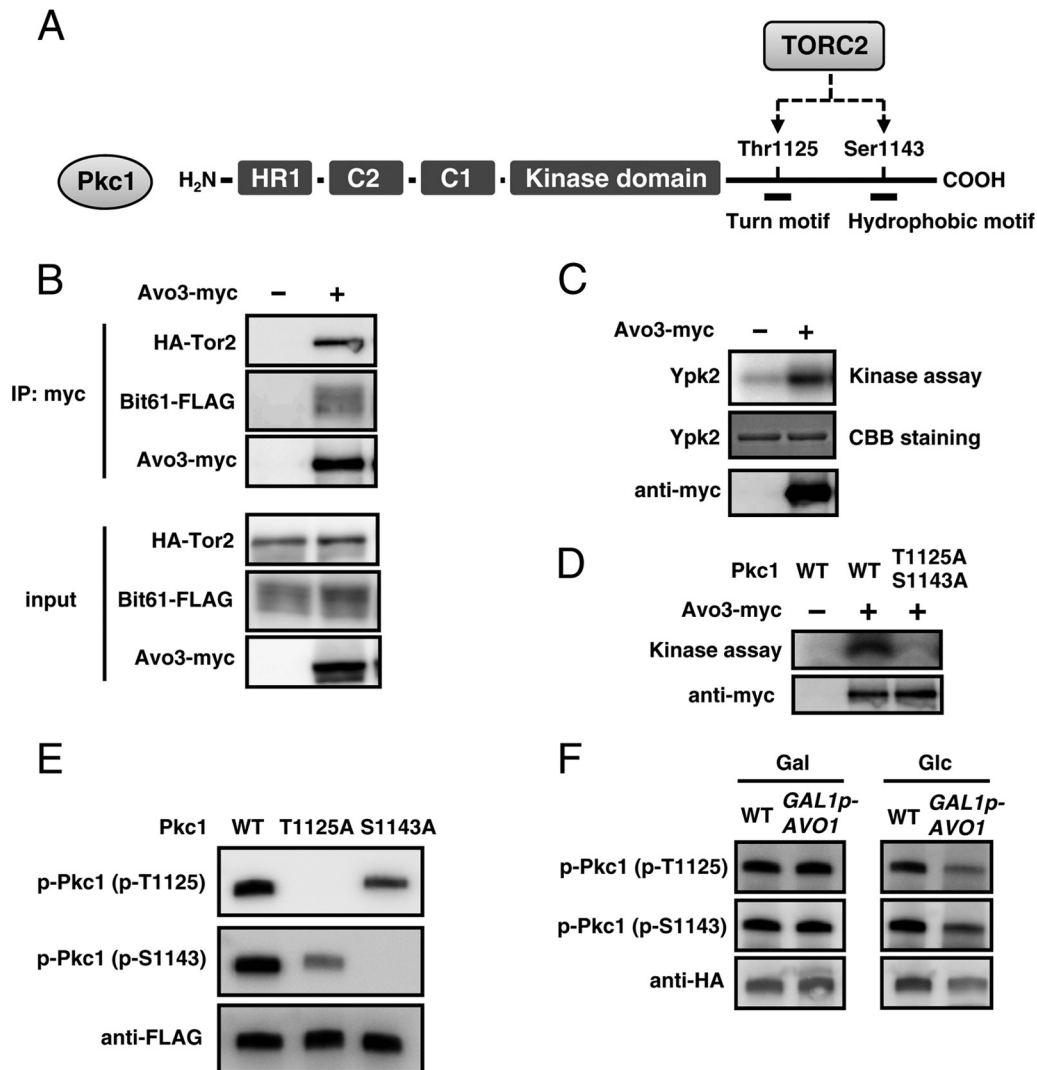 A
TORC2
Thr1125 Ser1143
Pkc1 H₂N HR1 C2 C1 Kinase domain COOH
Turn motif Hydrophobic motif
B
Avo3-myc − +
IP: myc
HA-Tor2
Bit61-FLAG
Avo3-myc
input
HA-Tor2
Bit61-FLAG
Avo3-myc
C
Avo3-myc − +
Ypk2 Kinase assay
Ypk2 CBB staining
anti-myc
D
T1125A
Pkc1 WT WT S1143A
Avo3-myc − + +
Kinase assay
anti-myc
E
Pkc1 WT T1125A S1143A
p-Pkc1 (p-T1125)
p-Pkc1 (p-S1143)
anti-FLAG
F
Gal Glc
WT GAL1p- WT GAL1p-
AVO1 AVO1
p-Pkc1 (p-T1125)
p-Pkc1 (p-S1143)
anti-HA